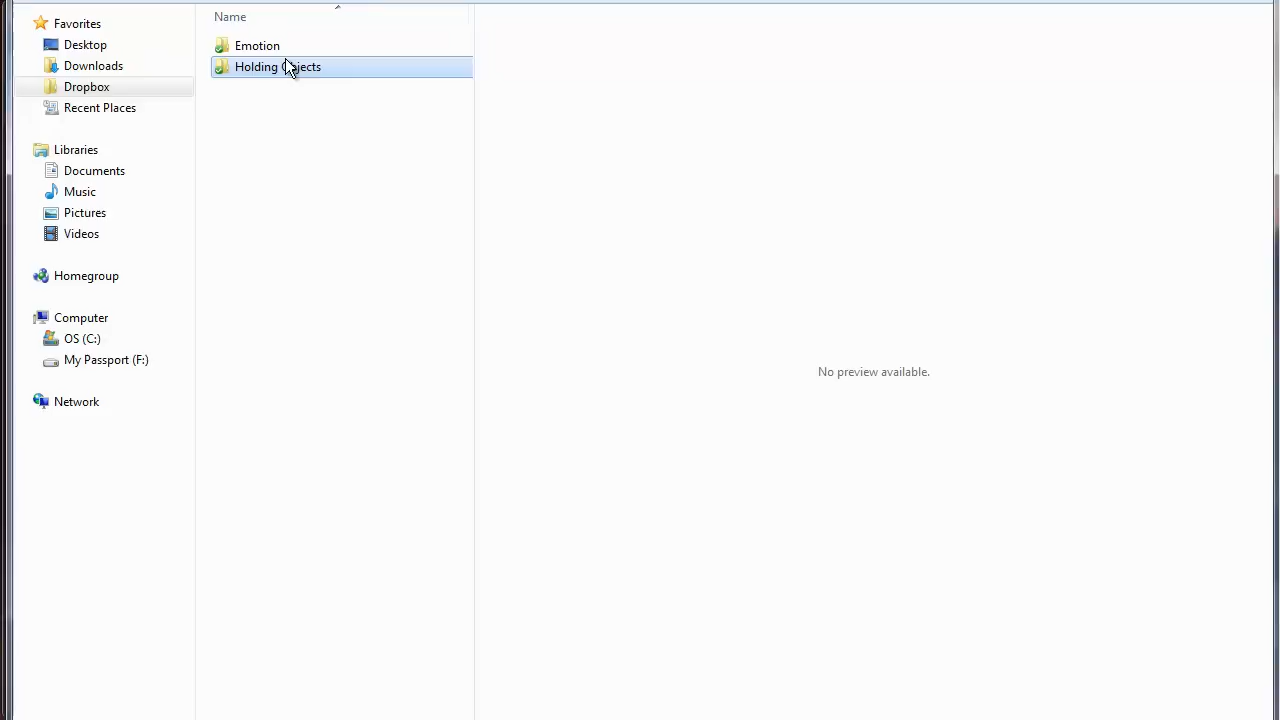 Favorites
Desktop
Downloads
Dropbox
Recent Places
Libraries
Documents
Music
Pictures
Videos
Homegroup
Computer
OS (C:)
My Passport (F:)
Network
Name
Emotion
Holding Objects
No preview available.